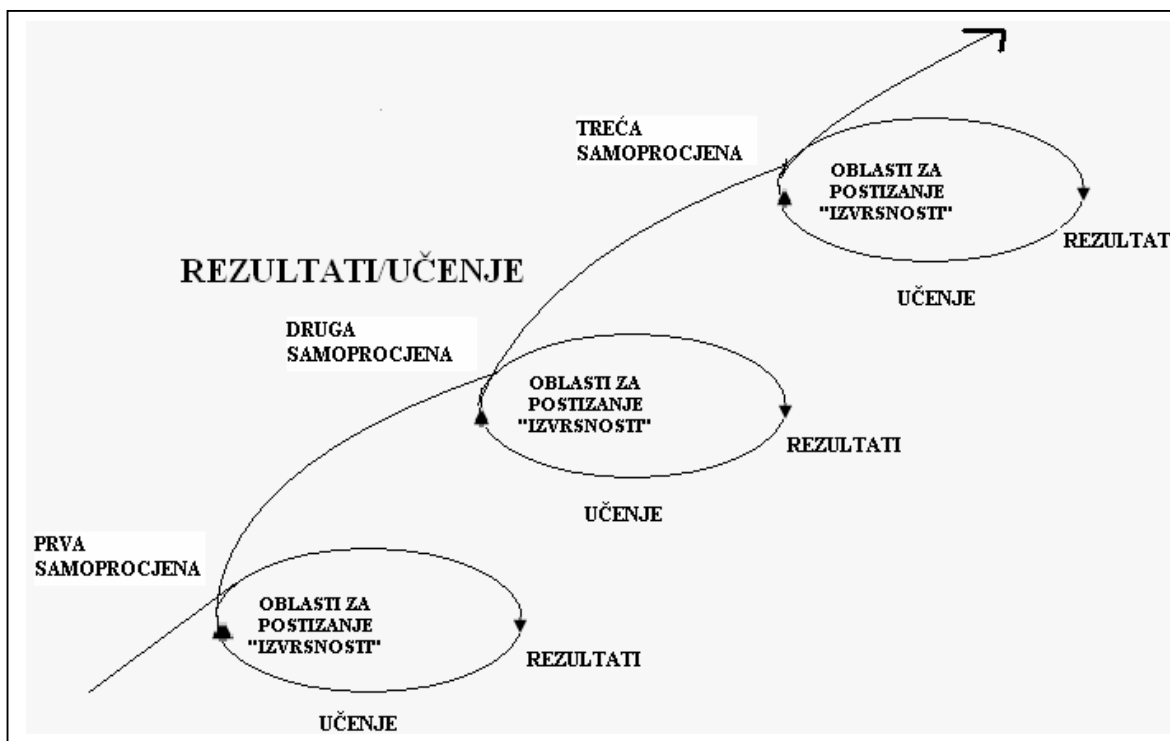 TREĆA
SAMOPROCJENA
OBLASTI ZA
POSTIZANJE
"IZVRSNOSTI"
REZULTAT
UČENJE
REZULTATI/UČENJE
DRUGA
SAMOPROCJENA
OBLASTI ZA
POSTIZANJE
"IZVRSNOSTI"
REZULTATI
UČENJE
PRVA
SAMOPROCJENA
OBLASTI ZA
POSTIZANJE
"IZVRSNOSTI"
REZULTATI
UČENJE